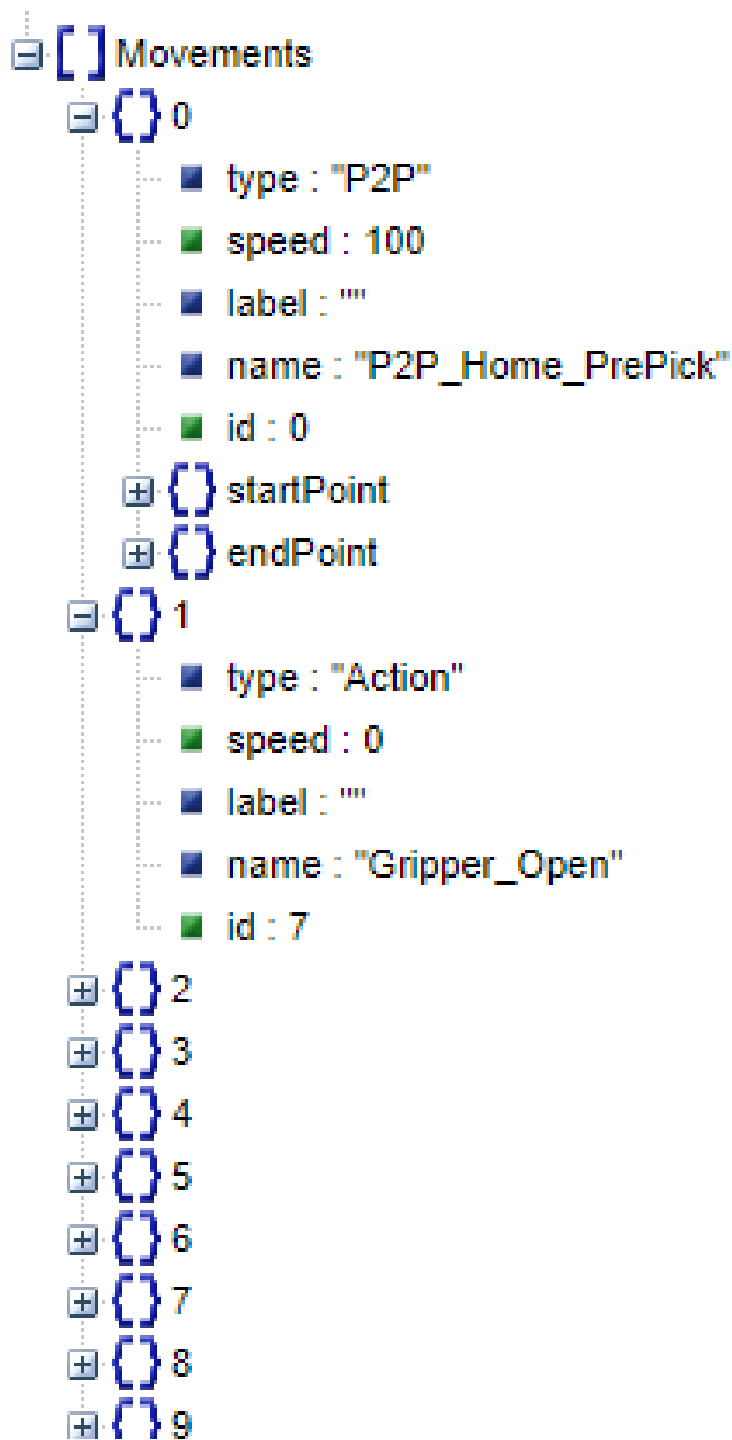 Movements
0
type : "P2P"
speed : 100
label : ""
name : "P2P_Home_PrePick"
id : 0
startPoint
endPoint
1
type : "Action"
speed : 0
label : ""
name : "Gripper_Open"
id : 7
2
3
4
5
6
7
8
9